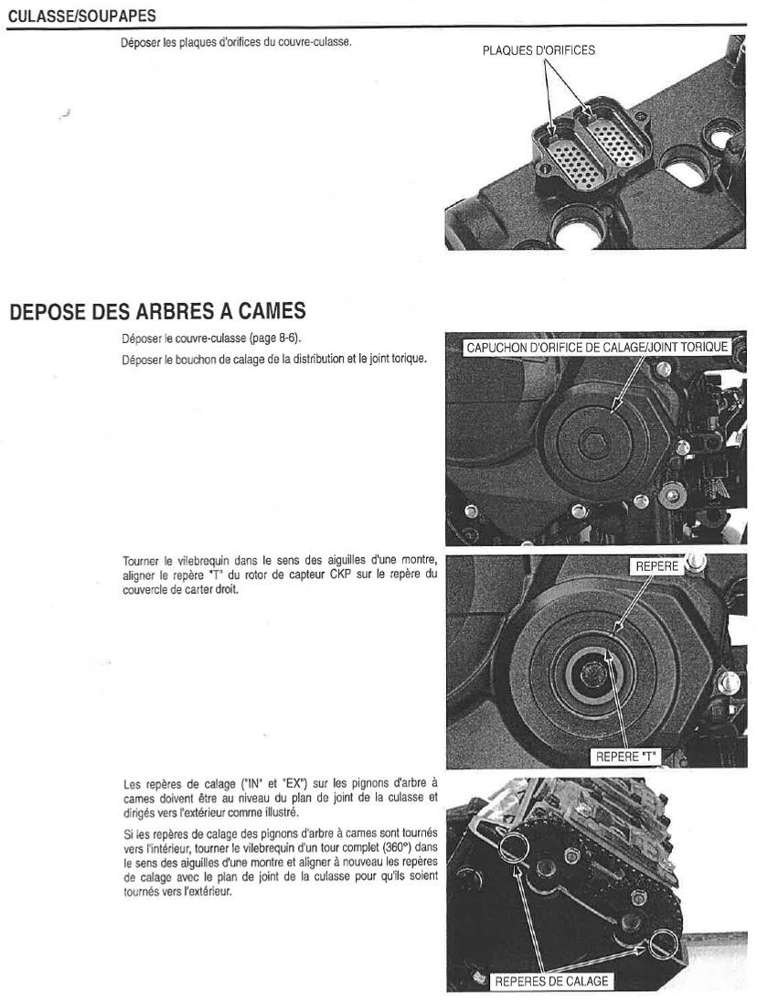 CULASSE/SOUPAPES
Déposer les plaques d'orifices du couvre-culasse.
PLAQUES D'ORIFICES
DEPOSE DES ARBRES A CAMES
Déposer le couvre-culasse (page 8-6).
Déposer le bouchon de calage de la distribution et le joint torique.
CAPUCHON D'ORIFICE DE CALAGE/JOINT TORIQUE
Tourner le vilebrequin dans le sens des aiguilles d'une montre,
aligner le repère "T" du rotor de capteur CKP sur le repère du
couvercle de carter droit.
REPERE
REPERE "T"
Les repères de calage ("IN" et "EX") sur les pignons d'arbre à
cames doivent être au niveau du plan de joint de la culasse et
dirigés vers l'extérieur comme illustré.
Si les repères de calage des pignons d'arbre à cames sont tournés
vers l'intérieur, tourner le vilebrequin d'un tour complet (360°) dans
le sens des aiguilles d'une montre et aligner à nouveau les repères
de calage avec le plan de joint de la culasse pour qu'ils soient
tournés vers l'extérieur.
REPERES DE CALAGE